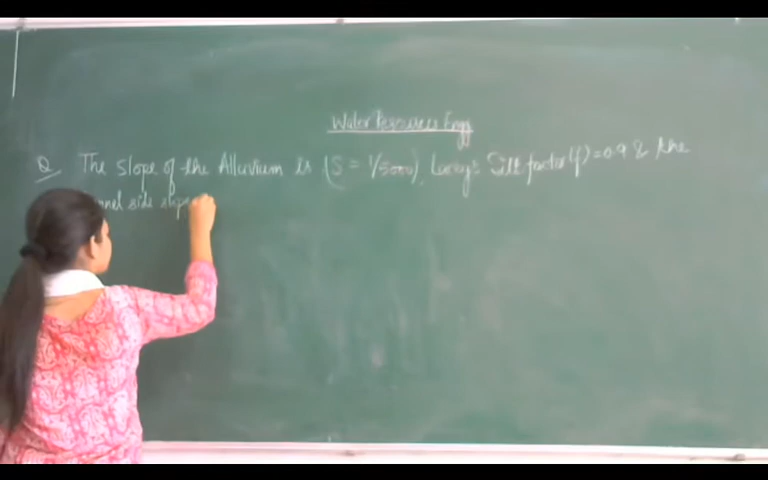 Water Resources Engg
Q. The slope of the Alluvium is (S = 1/5000), Lacey's Silt factor (f) = 0.9 & the
nnel side slope